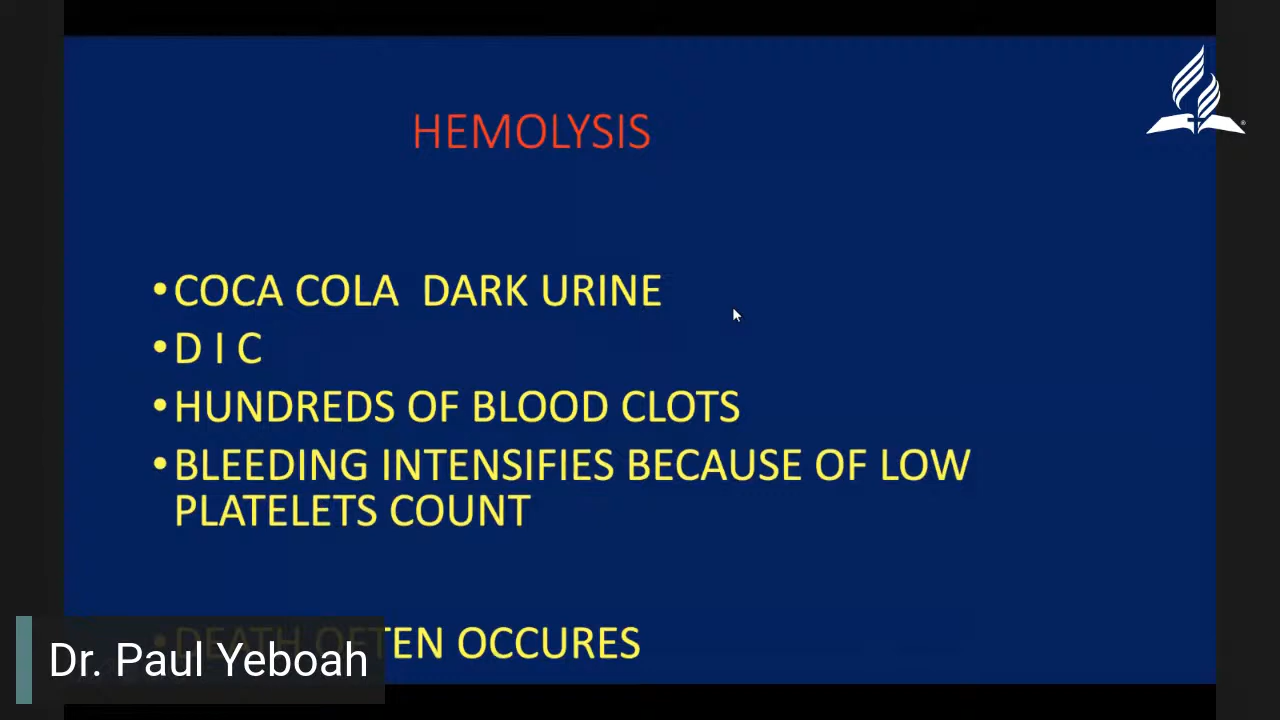 HEMOLYSIS
•COCA COLA DARK URINE
•D I C
•HUNDREDS OF BLOOD CLOTS
•BLEEDING INTENSIFIES BECAUSE OF LOW
PLATELETS COUNT
•DEATH OFTEN OCCURES
Dr. Paul Yeboah